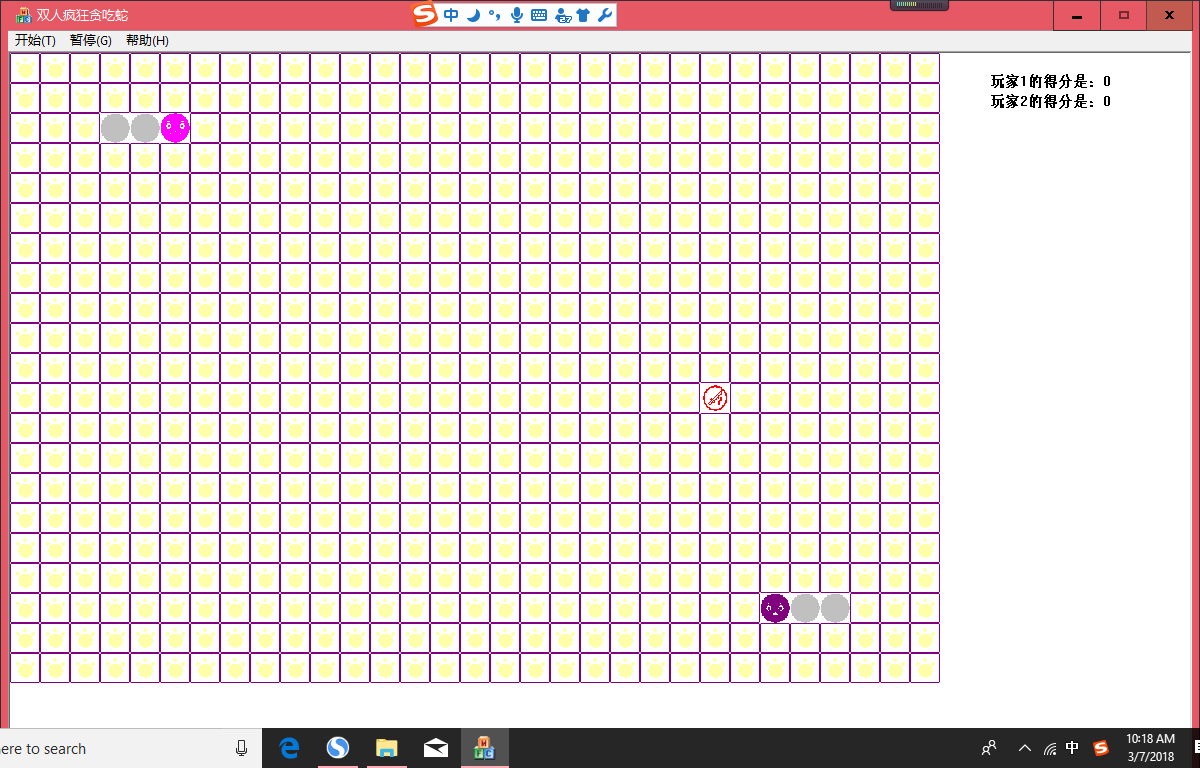 双人疯狂贪吃蛇
中
27
开始(T) 暂停(G) 帮助(H)
玩家1的得分是：0
玩家2的得分是：0
ere to search
中
10:18 AM
3/7/2018